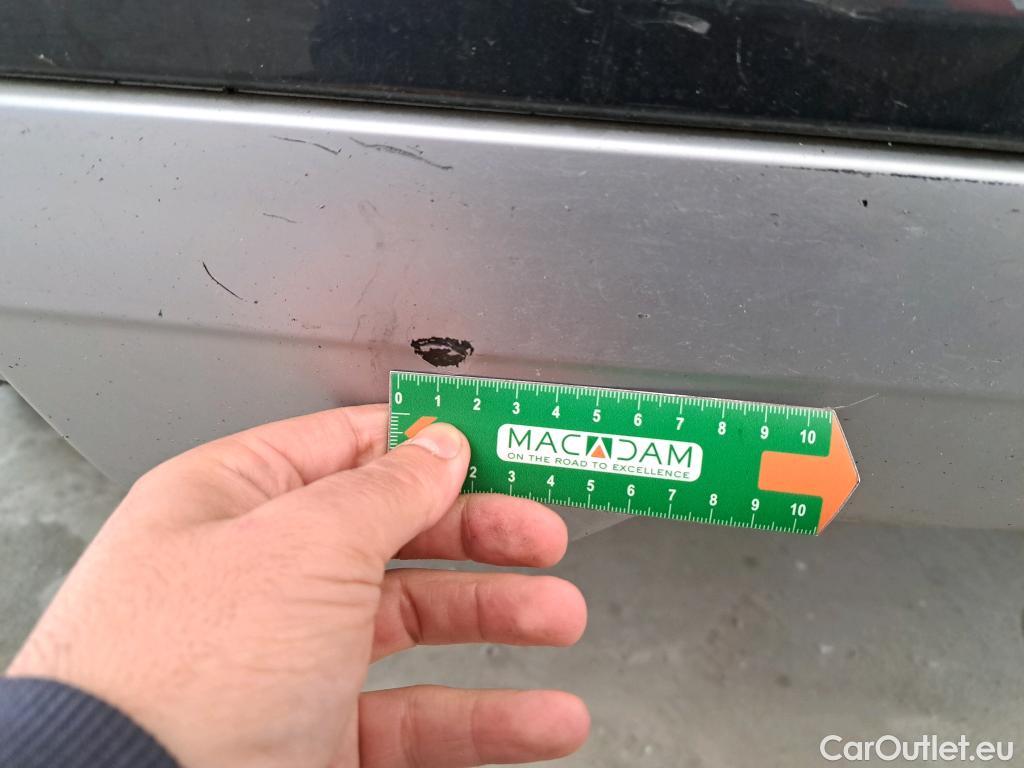 0 1 2 3 4 5 6 7 8 9 10
MACADAM
ON THE ROAD TO EXCELLENCE
2 3 4 5 6 7 8 9 10
CarOutlet.eu